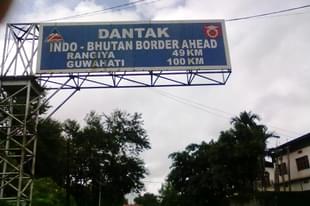 DANTAK
INDO - BHUTAN BORDER AHEAD
RANGIYA 49 KM
GUWAHATI 100 KM